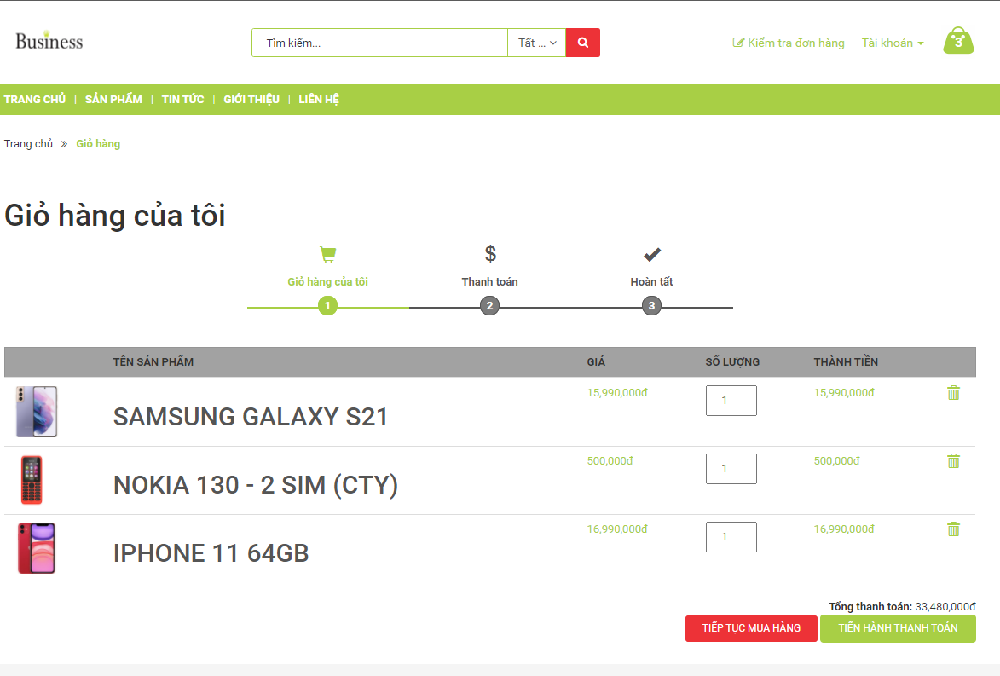 Business
Tìm kiếm...
Tất ...
Kiểm tra đơn hàng
Tài khoản
3
TRANG CHỦ | SẢN PHẨM | TIN TỨC | GIỚI THIỆU | LIÊN HỆ
Trang chủ » Giỏ hàng
Giỏ hàng của tôi
$
Giỏ hàng của tôi Thanh toán Hoàn tất
1 2 3
TÊN SẢN PHẨM GIÁ SỐ LƯỢNG THÀNH TIỀN
SAMSUNG GALAXY S21 15,990,000đ 1 15,990,000đ
NOKIA 130 - 2 SIM (CTY) 500,000đ 1 500,000đ
IPHONE 11 64GB 16,990,000đ 1 16,990,000đ
Tổng thanh toán: 33,480,000đ
TIẾP TỤC MUA HÀNG TIẾN HÀNH THANH TOÁN